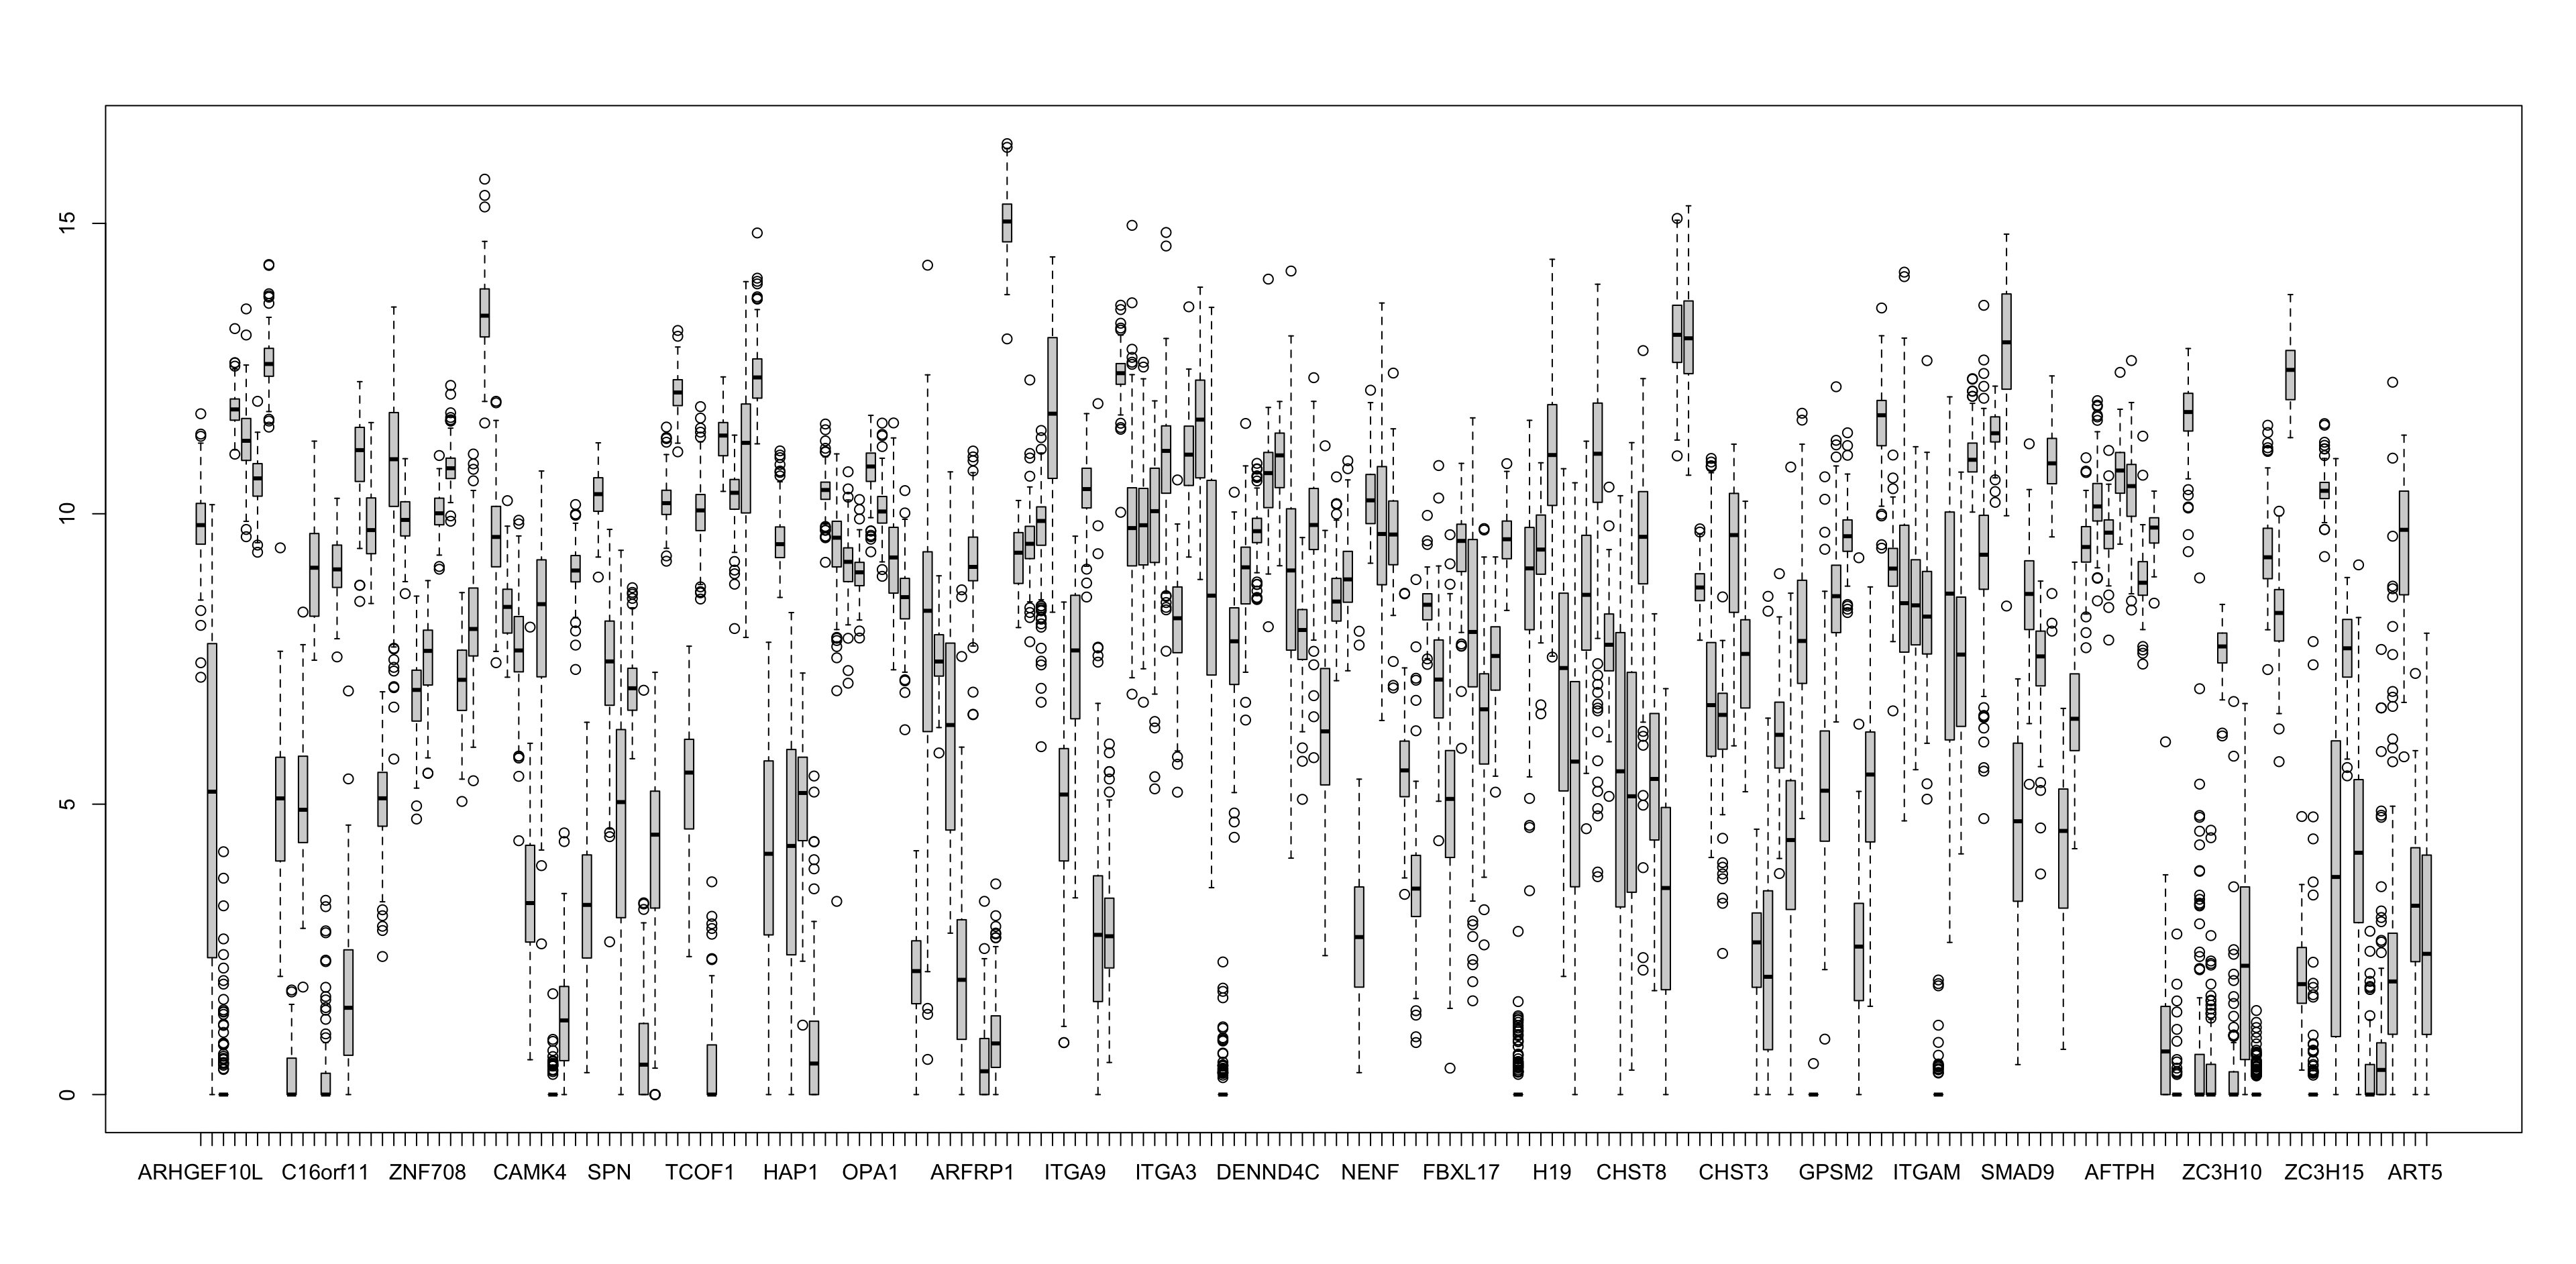 15
10
5
0
ARHGEF10L C16orf11 ZNF708 CAMK4 SPN TCOF1 HAP1 OPA1 ARFRP1 ITGA9 ITGA3 DENND4C NENF FBXL17 H19 CHST8 CHST3 GPSM2 ITGAM SMAD9 AFTPH ZC3H10 ZC3H15 ART5